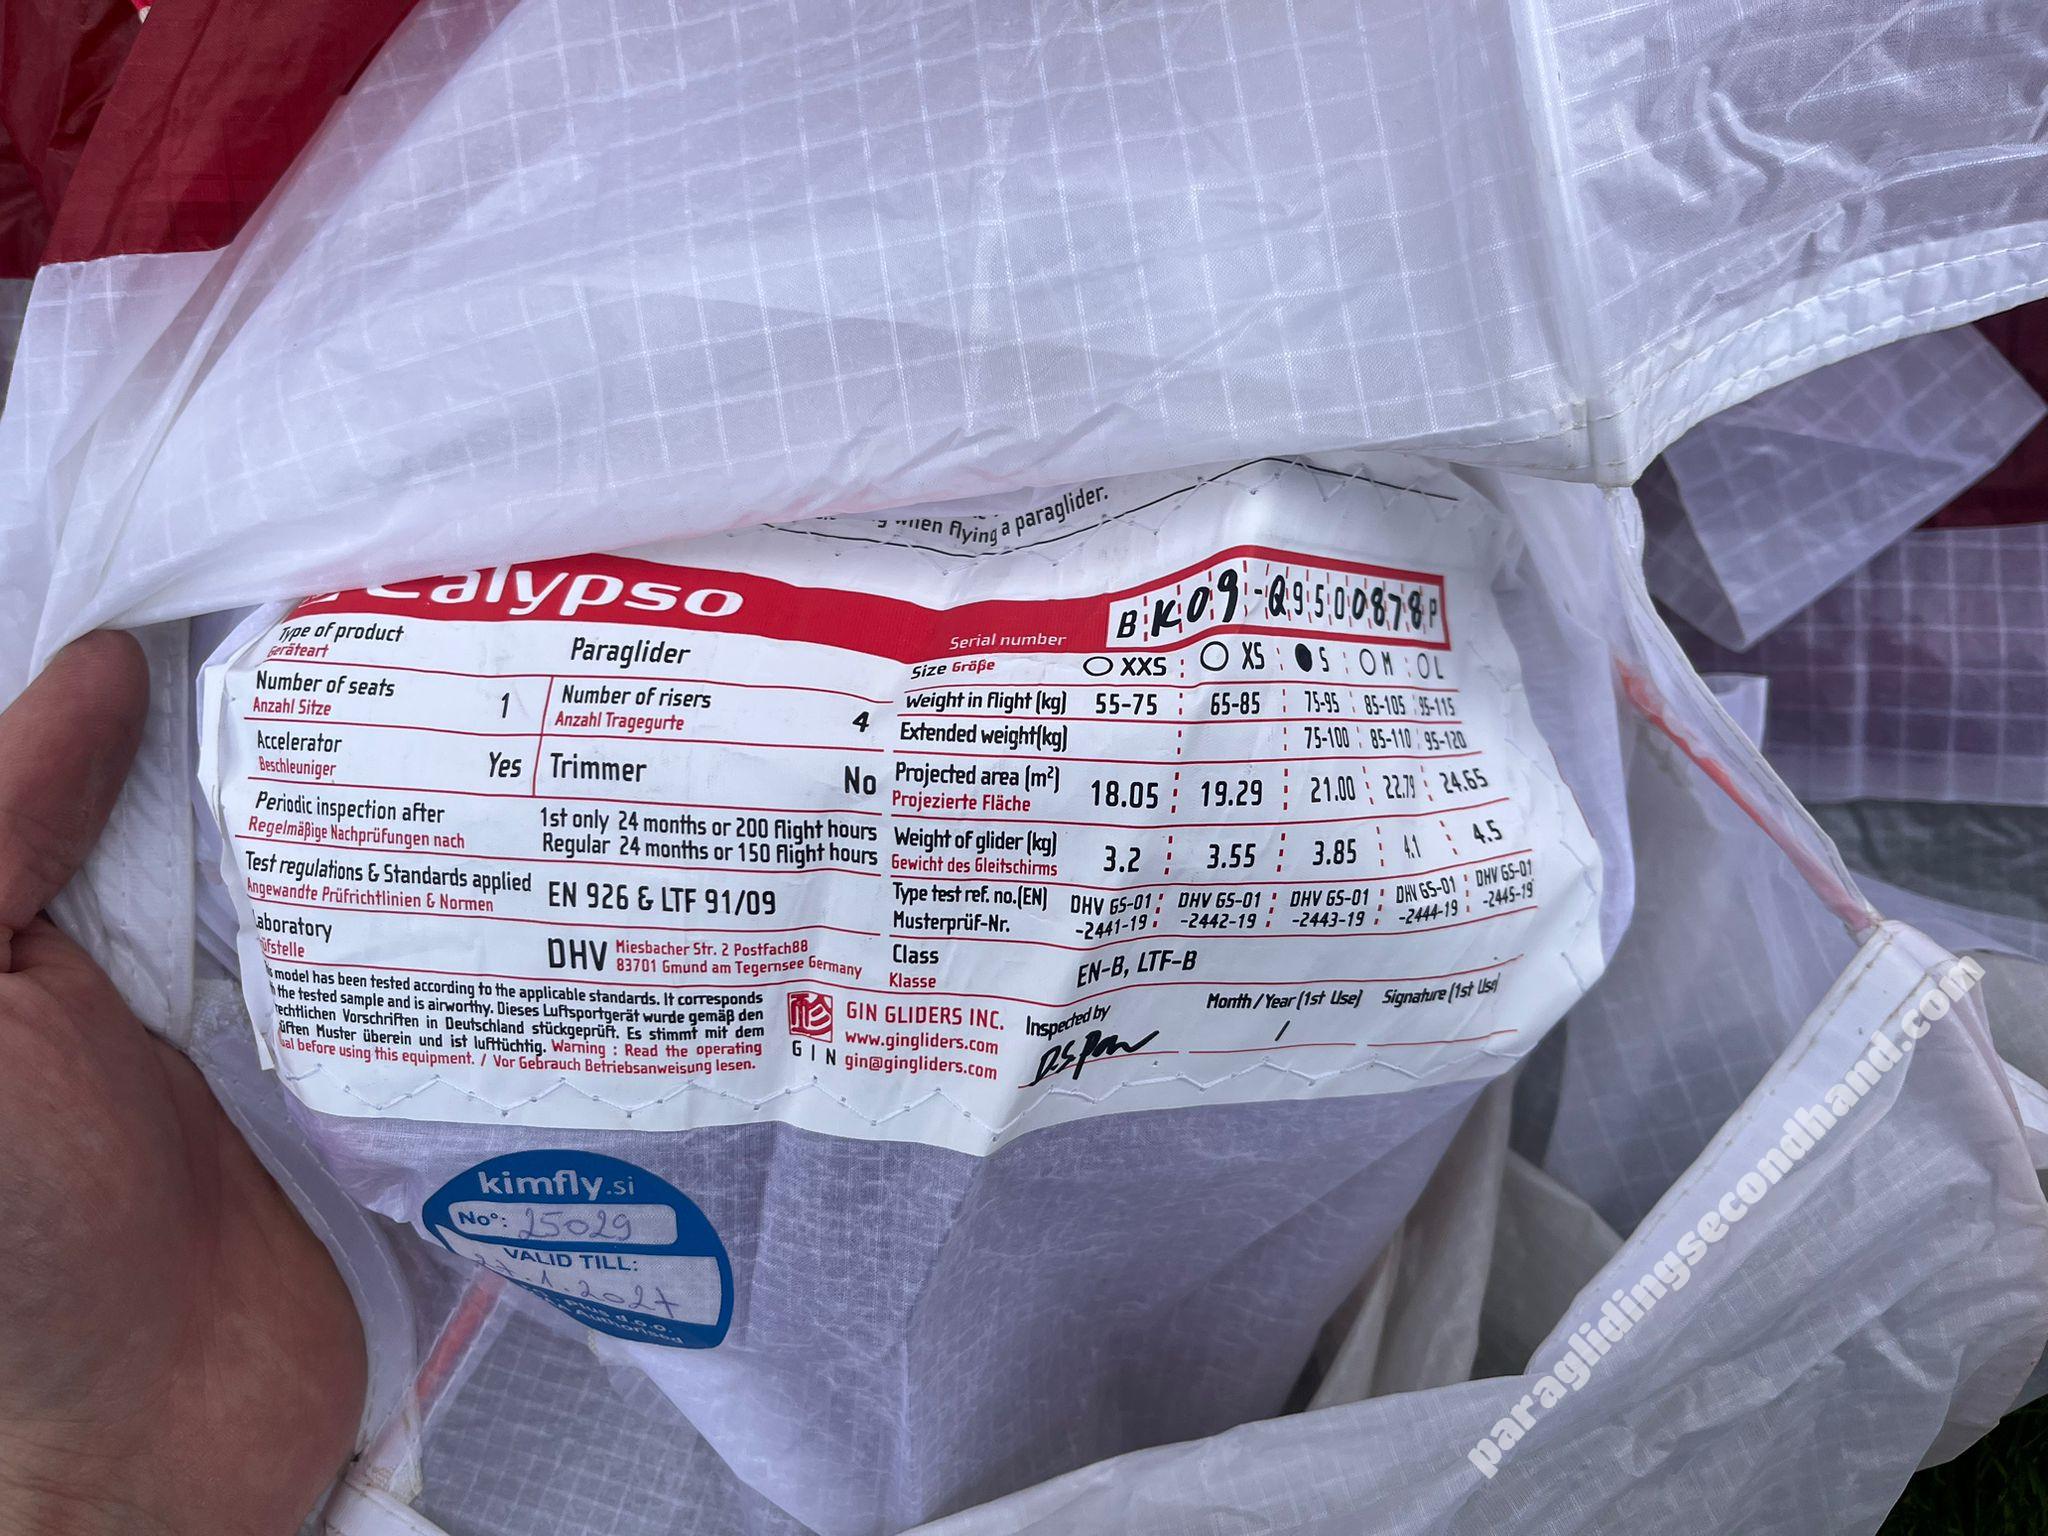 when flying a paraglider.
Calypso
Serial number BK09-Q9500878P
Type of product
Geräteart
Paraglider
Number of seats
Anzahl Sitze
1
Number of risers
Anzahl Tragegurte
4
Accelerator
Beschleuniger
Yes
Trimmer
No
Periodic inspection after
Regelmäßige Nachprüfungen nach
1st only 24 months or 200 flight hours
Regular 24 months or 150 flight hours
Test regulations & Standards applied
Angewandte Prüfrichtlinien & Normen
EN 926 & LTF 91/09
Laboratory
DHV
Miesbacher Str. 2 Postfach88
83701 Gmund am Tegernsee Germany
model has been tested according to the applicable standards. It corresponds
the tested sample and is airworthy. Dieses Luftsportgerät wurde gemäß den
Vorschriften in Deutschland stückgeprüft. Es stimmt mit dem
Muster überein und ist lufttüchtig. Warning : Read the operating
before using this equipment. / Vor Gebrauch Betriebsanweisung lesen.
GIN
GIN GLIDERS INC.
www.gingliders.com
gin@gingliders.com
Size Größe XXS XS S M L
Weight in flight (kg) 55-75 65-85 75-95 85-105 95-115
Extended weight(kg) 75-100 85-110 95-120
Projected area (m²)
Projezierte Fläche
18.05 19.29 21.00 22.79 24.65
Weight of glider (kg)
Gewicht des Gleitschirms
3.2 3.55 3.85 4.1 4.5
Type test ref. no.(EN)
Musterprüf-Nr.
DHV GS-01 DHV GS-01 DHV GS-01 DHV GS-01 DHV GS-01
-2441-19 -2442-19 -2443-19 -2444-19 -2445-19
Class
Klasse
EN-B, LTF-B
Inspected by
Month/Year (1st Use)
/
Signature (1st Use)
kimfly.si
No°: 25029
VALID TILL:
27.1.2027
Plus d.o.o.
Authorised
paraglidingsecondhand.com